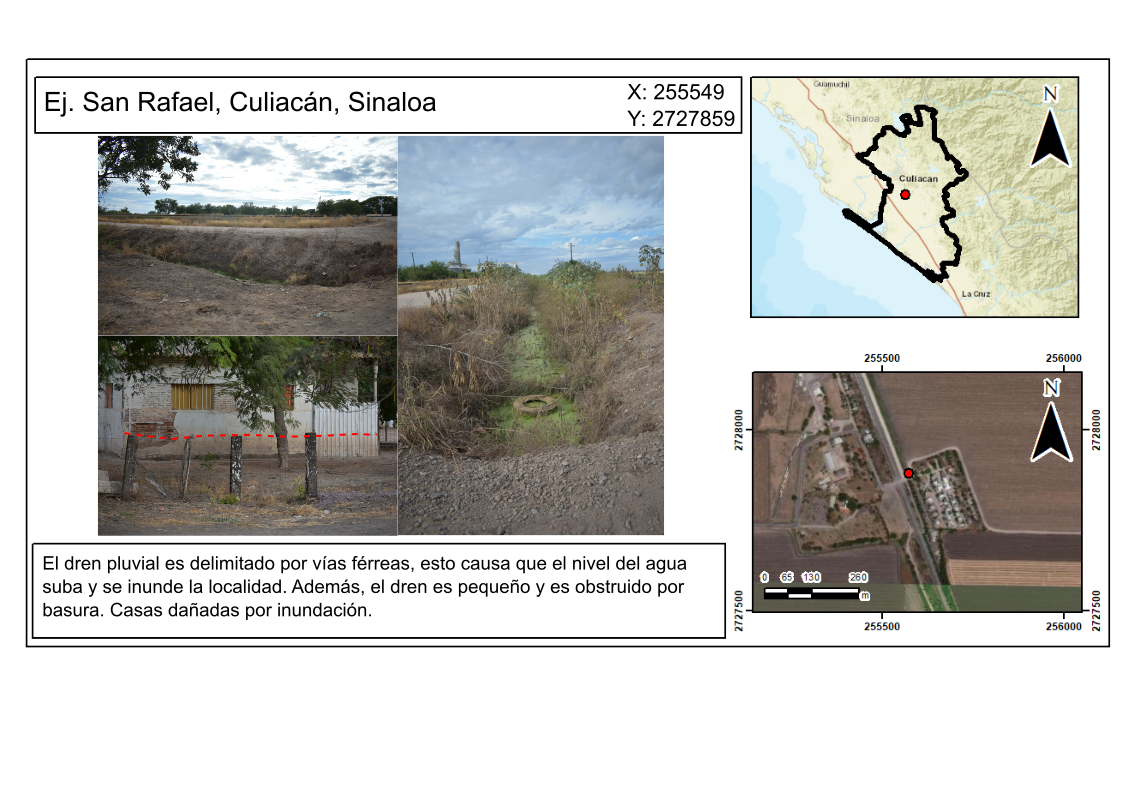 Ej. San Rafael, Culiacán, Sinaloa
X: 255549
Y: 2727859
Guamuchil
Sinaloa
Culiacan
La Cruz
N
255500 256000
2728000
2728000
N
0 65 130 260
m
2727500
2727500
255500 256000
El dren pluvial es delimitado por vías férreas, esto causa que el nivel del agua
suba y se inunde la localidad. Además, el dren es pequeño y es obstruido por
basura. Casas dañadas por inundación.